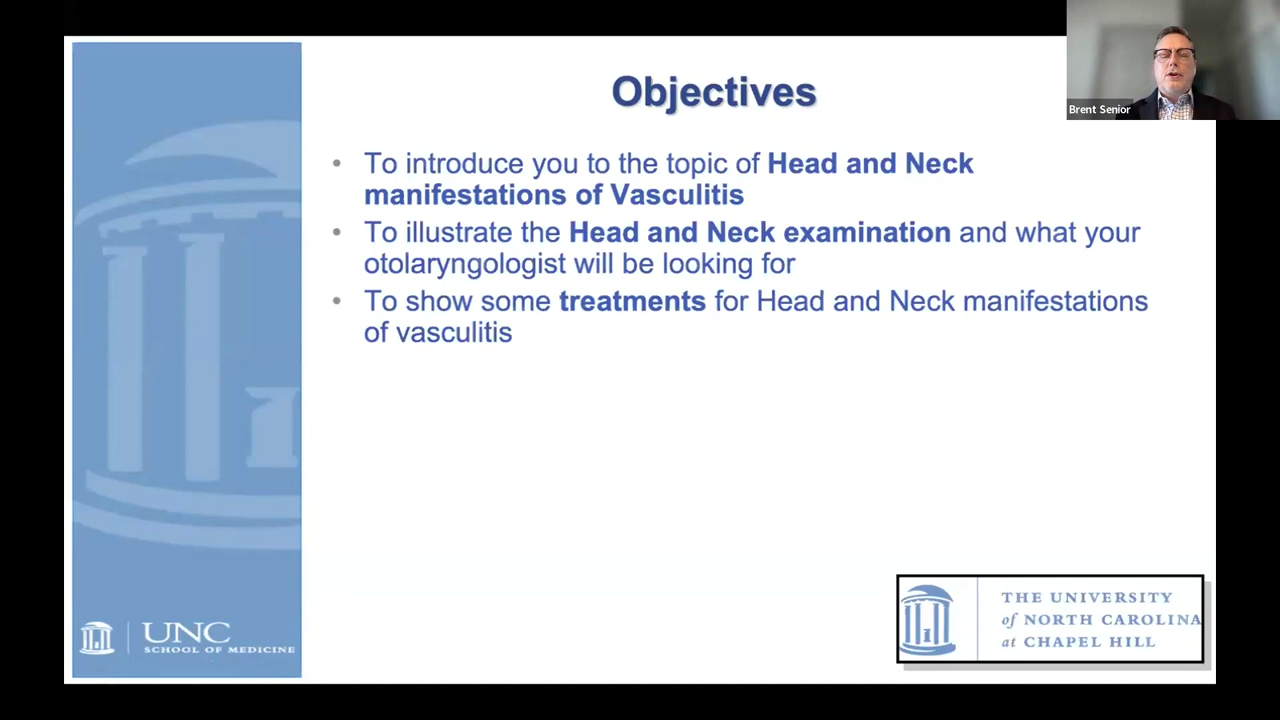 Objectives
Brent Senior
• To introduce you to the topic of Head and Neck
manifestations of Vasculitis
• To illustrate the Head and Neck examination and what your
otolaryngologist will be looking for
• To show some treatments for Head and Neck manifestations
of vasculitis
UNC
SCHOOL OF MEDICINE
THE UNIVERSITY
of NORTH CAROLINA
at CHAPEL HILL